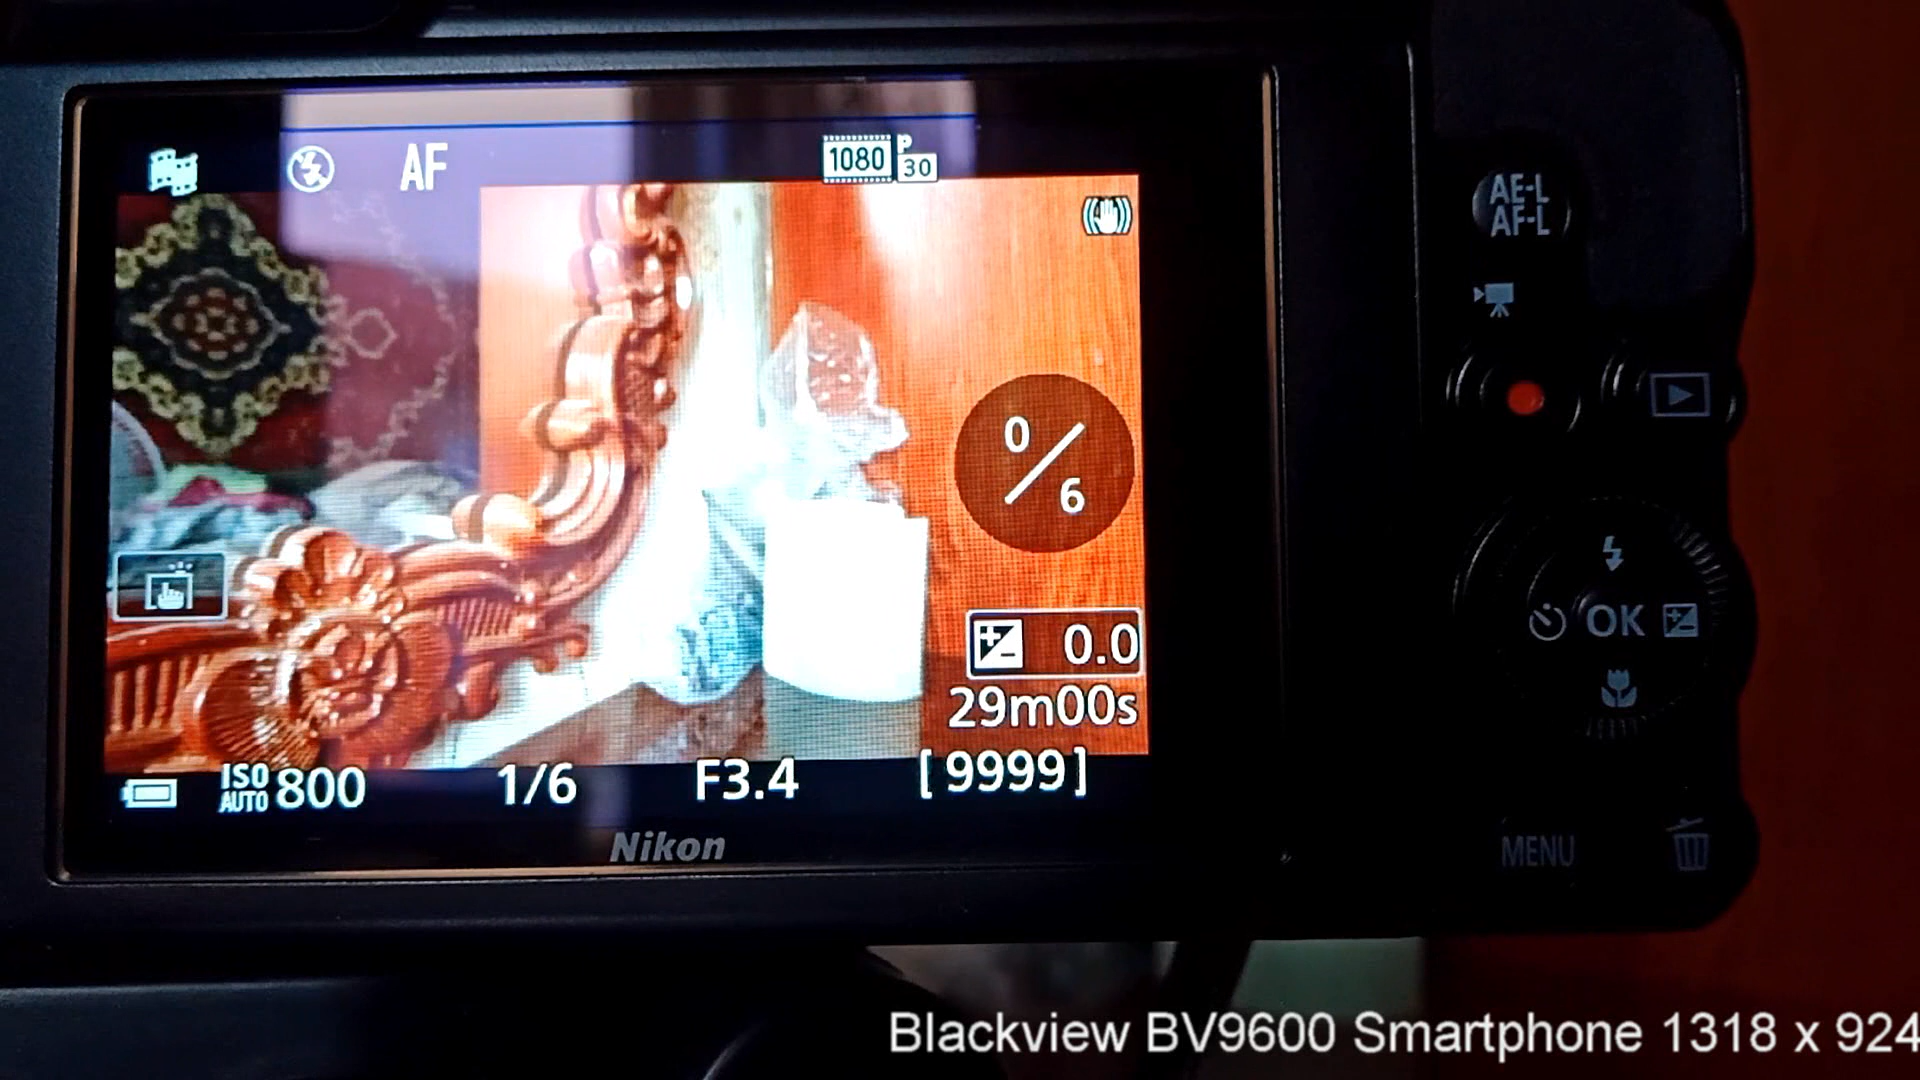 AF
1080 P
30
AE-L
AF-L
0/6
0.0
29m00s
OK
ISO
AUTO 800 1/6 F3.4 [9999]
Nikon
MENU
Blackview BV9600 Smartphone 1318 x 924